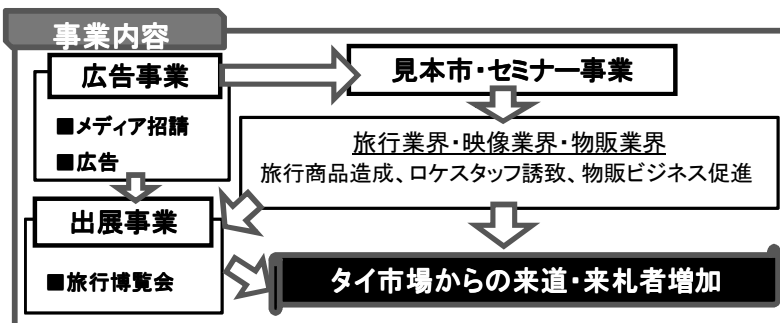 事業内容
広告事業
■メディア招請
■広告
見本市・セミナー事業
旅行業界・映像業界・物販業界
旅行商品造成、ロケスタッフ誘致、物販ビジネス促進
出展事業
■旅行博覧会
タイ市場からの来道・来札者増加